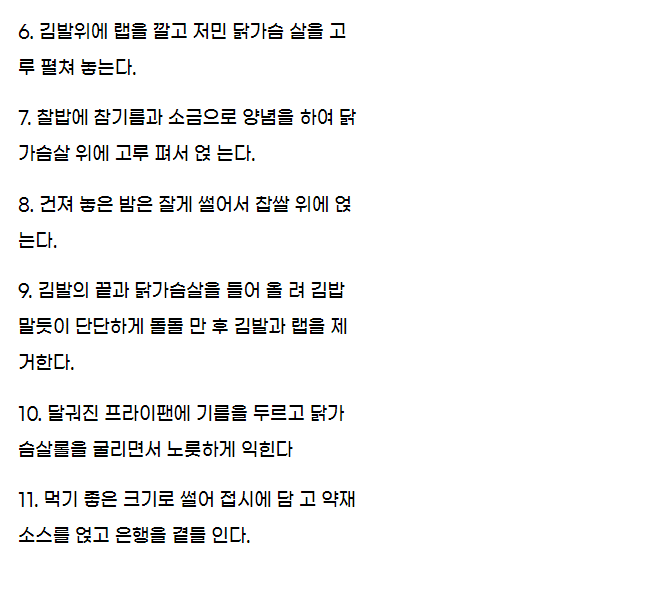 6. 김발위에 랩을 깔고 저민 닭가슴 살을 고
루 펼쳐 놓는다.
7. 찰밥에 참기름과 소금으로 양념을 하여 닭
가슴살 위에 고루 펴서 얹 는다.
8. 건져 놓은 밤은 잘게 썰어서 찹쌀 위에 얹
는다.
9. 김발의 끝과 닭가슴살을 들어 올 려 김밥
말듯이 단단하게 돌돌 만 후 김발과 랩을 제
거한다.
10. 달궈진 프라이팬에 기름을 두르고 닭가
슴살롤을 굴리면서 노릇하게 익힌다
11. 먹기 좋은 크기로 썰어 접시에 담 고 약재
소스를 얹고 은행을 곁들 인다.